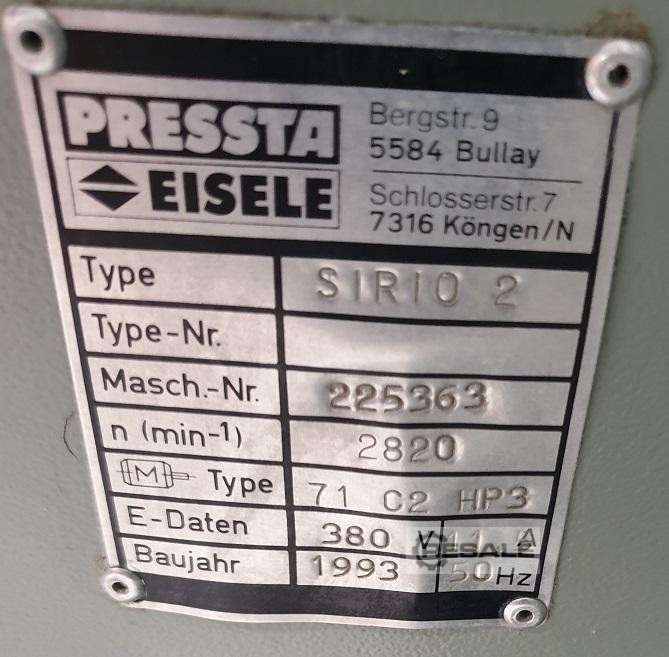 PRESSTA
EISELE
Bergstr. 9
5584 Bullay
Schlosserstr. 7
7316 Köngen/N
Type SIRIO 2
Type-Nr.
Masch.-Nr. 225363
n (min-1) 2820
M Type 71 C2 HP3
E-Daten 380 V A
Baujahr 1993 50 Hz